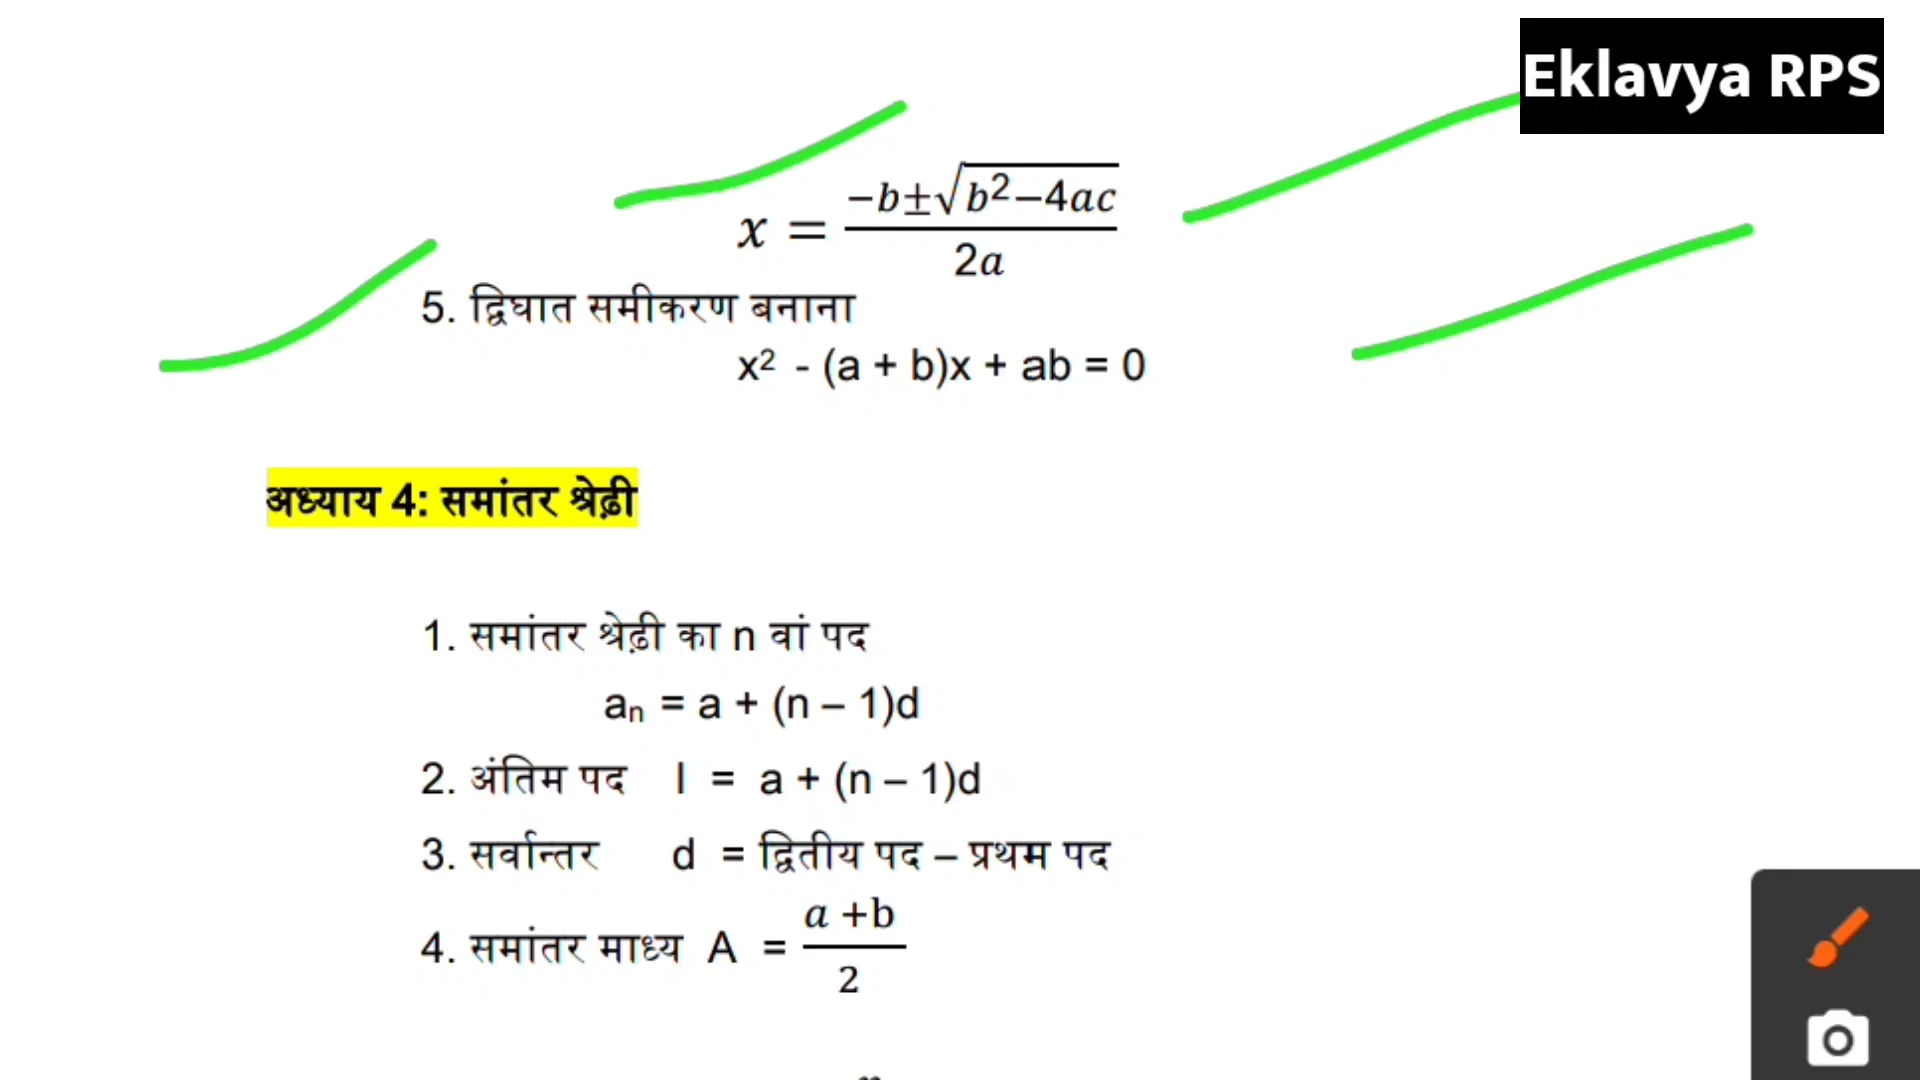 Eklavya RPS
x = −b±√b²−4ac / 2a
5. द्विघात समीकरण बनाना
x² - (a + b)x + ab = 0
अध्याय 4: समांतर श्रेढ़ी
1. समांतर श्रेढ़ी का n वां पद
aₙ = a + (n – 1)d
2. अंतिम पद l = a + (n – 1)d
3. सर्वान्तर d = द्वितीय पद – प्रथम पद
4. समांतर माध्य A = a +b / 2